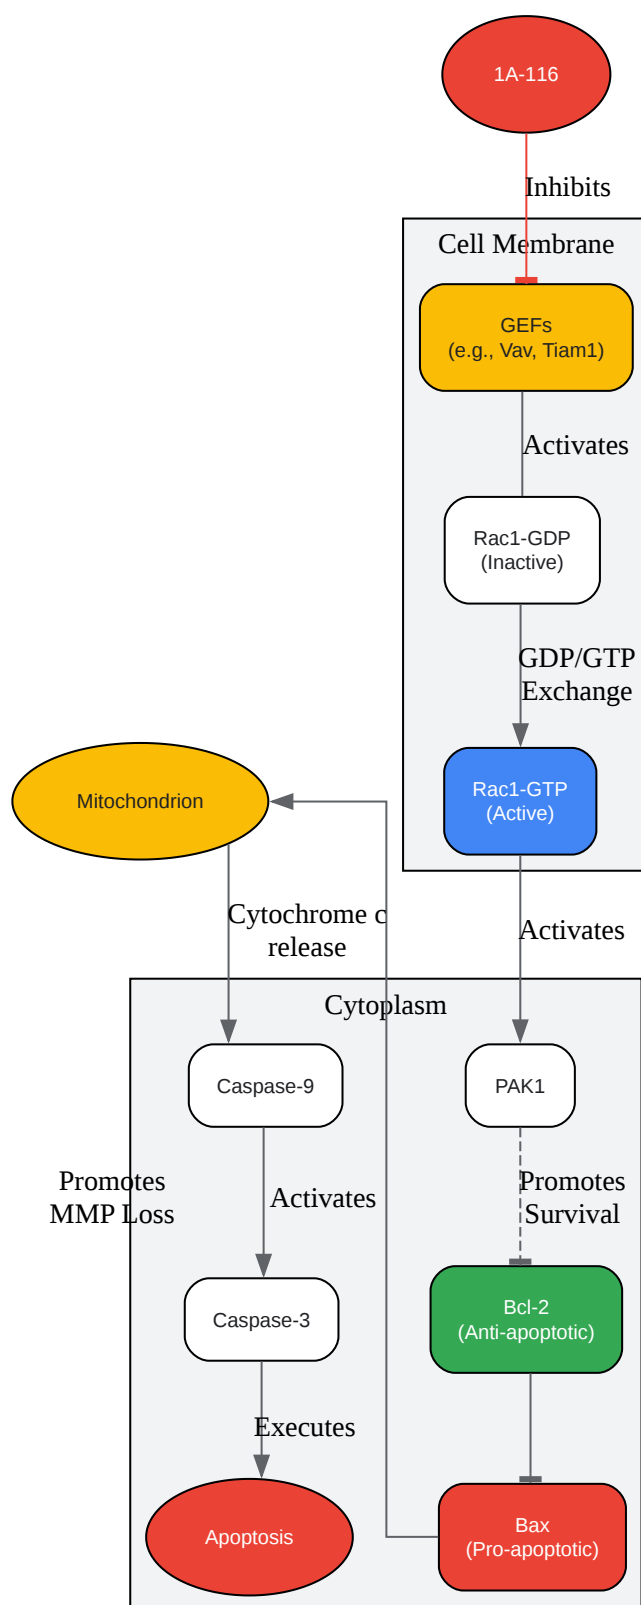 1A-116
Inhibits
Cell Membrane
GEFs
(e.g., Vav, Tiam1)
Activates
Rac1-GDP
(Inactive)
GDP/GTP
Exchange
Rac1-GTP
(Active)
Mitochondrion
Cytochrome c
release
Activates
Cytoplasm
Caspase-9
PAK1
Promotes
MMP Loss
Activates
Promotes
Survival
Caspase-3
Bcl-2
(Anti-apoptotic)
Executes
Apoptosis
Bax
(Pro-apoptotic)